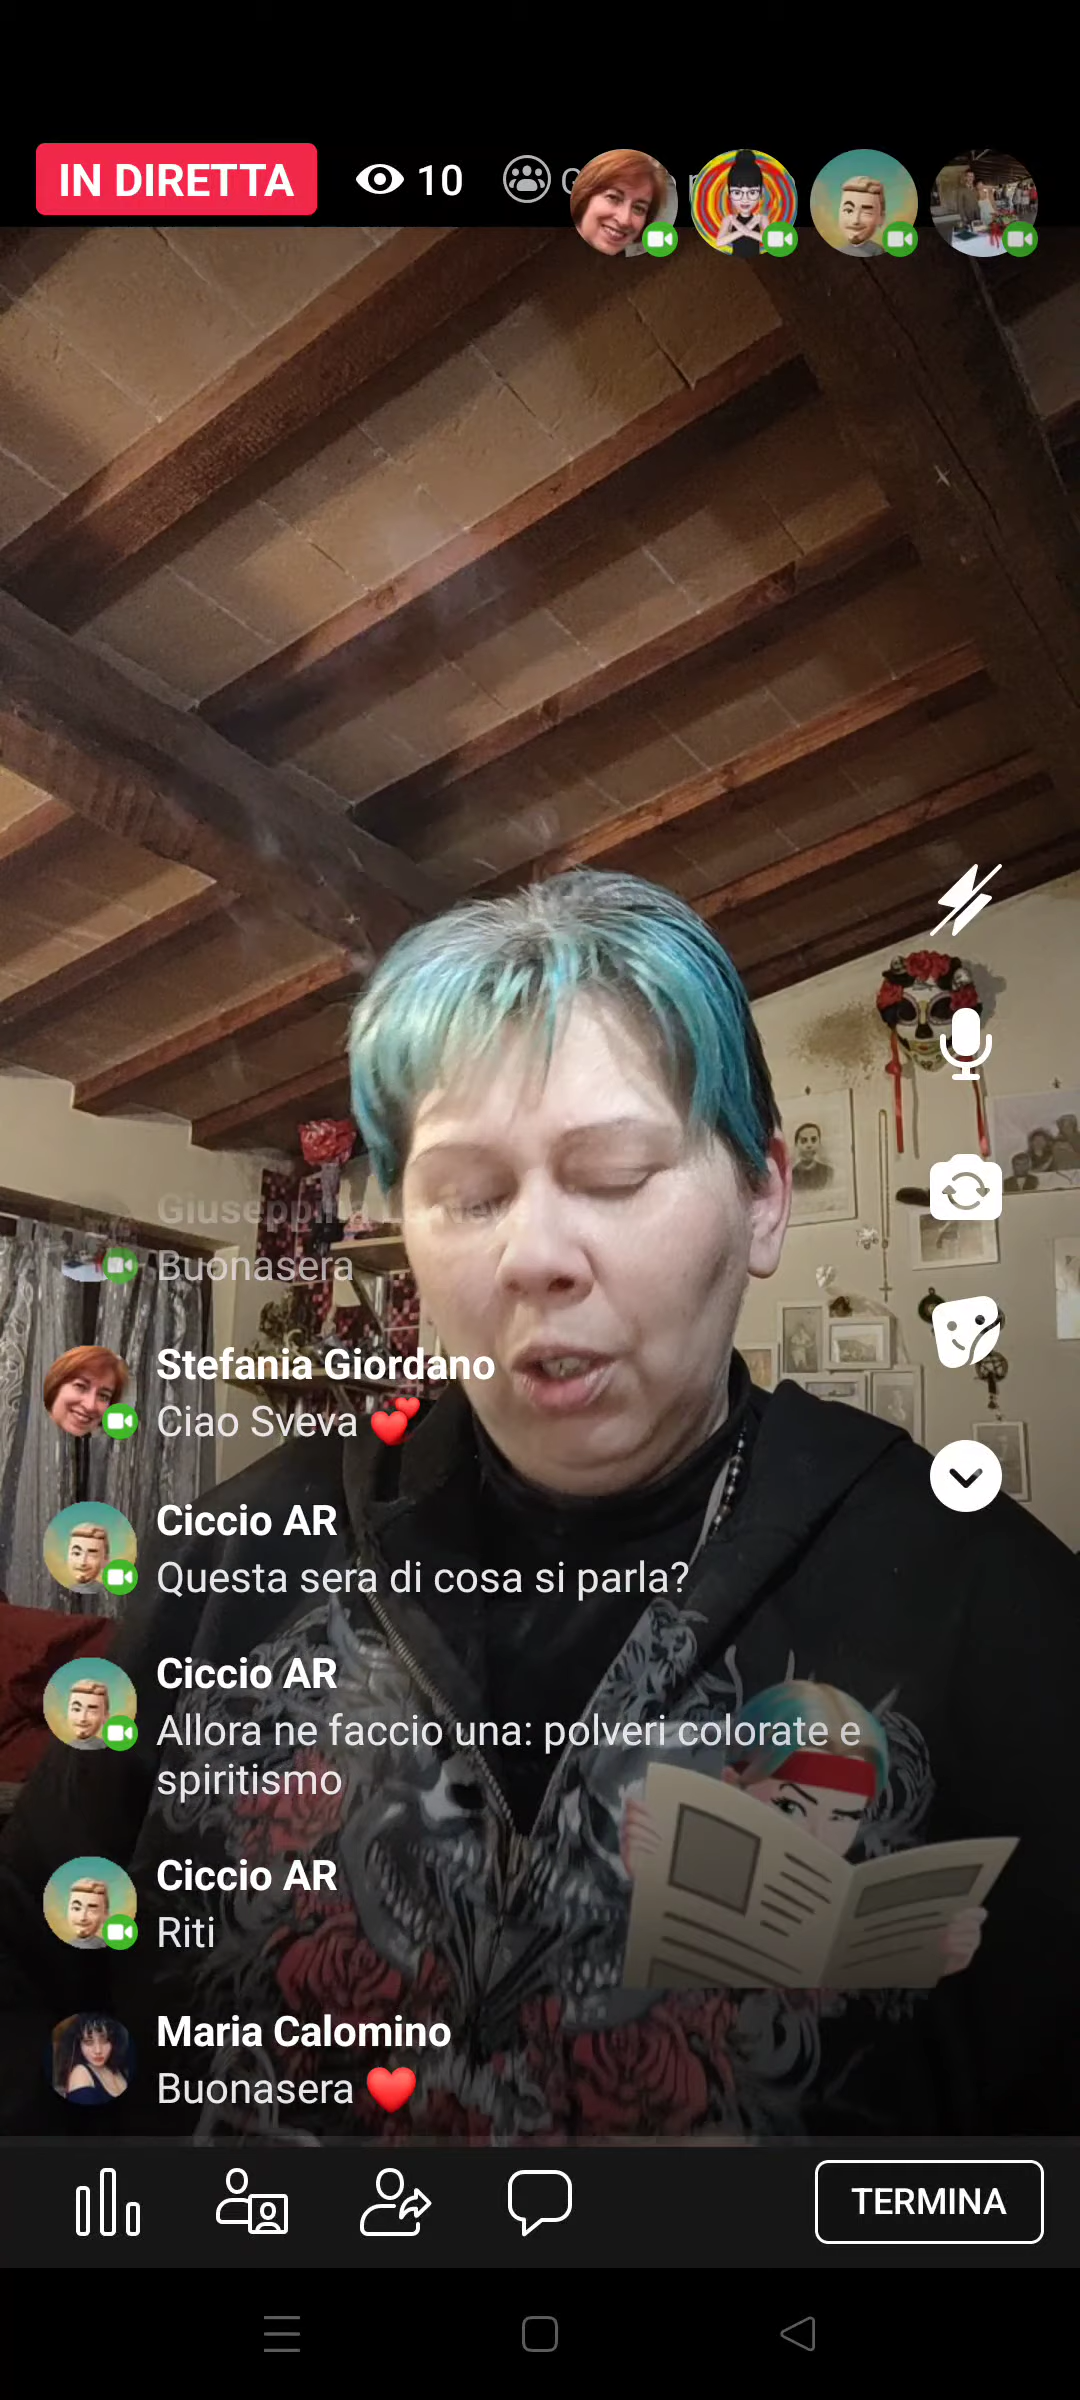 IN DIRETTA
10
Giuseppina
Buonasera
Stefania Giordano
Ciao Sveva 💕
Ciccio AR
Questa sera di cosa si parla?
Ciccio AR
Allora ne faccio una: polveri colorate e
spiritismo
Ciccio AR
Riti
Maria Calomino
Buonasera ❤️
TERMINA